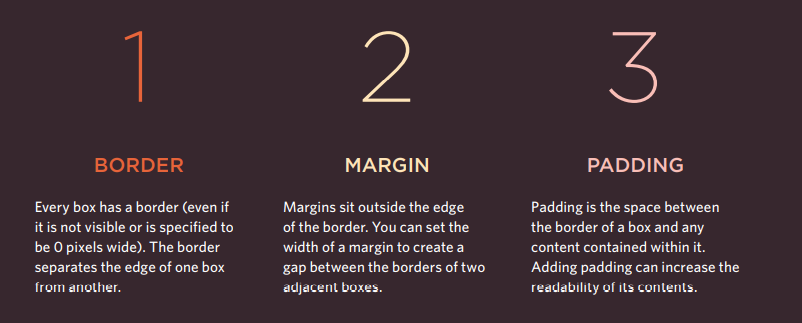 1
2
3
BORDER
MARGIN
PADDING
Every box has a border (even if
it is not visible or is specified to
be 0 pixels wide). The border
separates the edge of one box
from another.
Margins sit outside the edge
of the border. You can set the
width of a margin to create a
gap between the borders of two
adjacent boxes.
Padding is the space between
the border of a box and any
content contained within it.
Adding padding can increase the
readability of its contents.